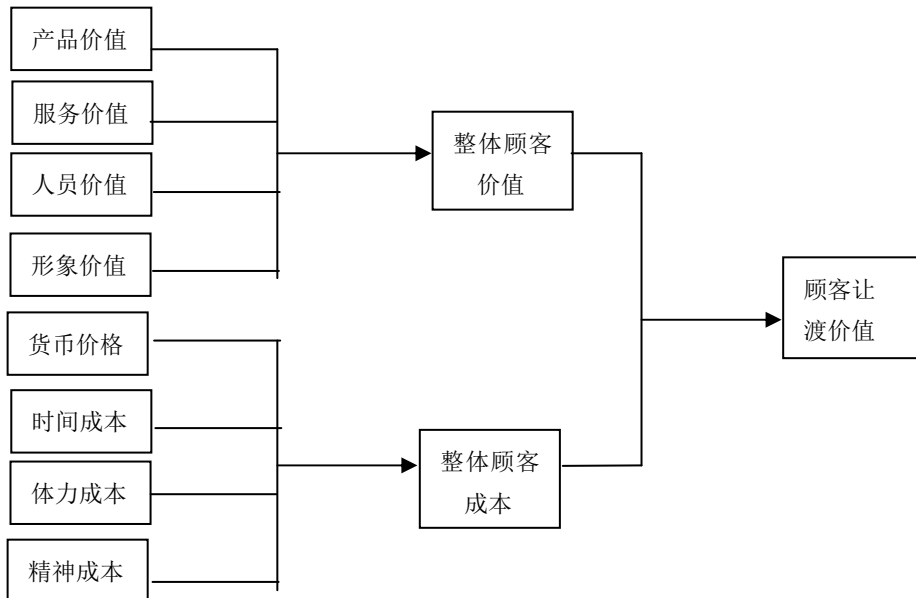 产品价值
服务价值
人员价值
形象价值
货币价格
时间成本
体力成本
精神成本
整体顾客
价值
整体顾客
成本
顾客让
渡价值